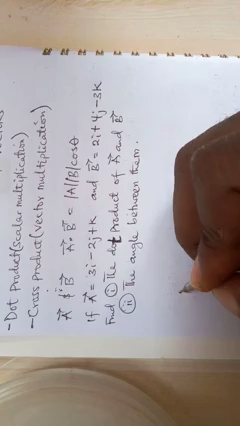 - Dot Product(scalar multiplication)
- Cross product(vector multiplication)
A⃗ & B⃗ A⃗·B⃗ = |A||B|cosθ
If A⃗ = 3i - 2j + K and B⃗ = 2i + 4j - 3K
Find (i) The dot product of A⃗ and B⃗
(ii) The angle between them.